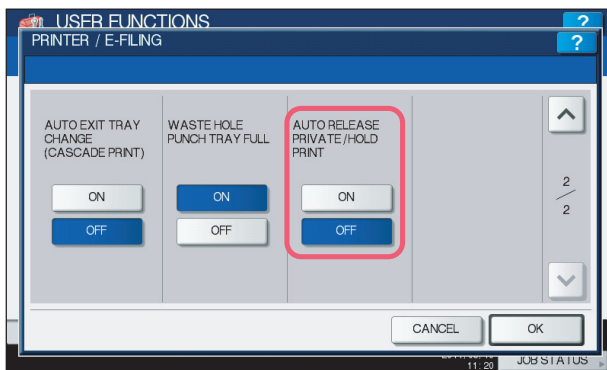 USER FUNCTIONS
?
PRINTER / E-FILING
?
AUTO EXIT TRAY
CHANGE
(CASCADE PRINT)
ON
OFF
WASTE HOLE
PUNCH TRAY FULL
ON
OFF
AUTO RELEASE
PRIVATE/HOLD
PRINT
ON
OFF
2
2
CANCEL
OK
11:20
JOB STATUS